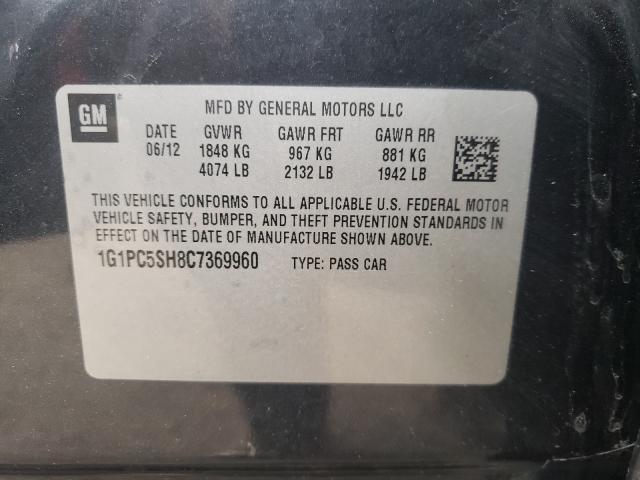 GM
MFD BY GENERAL MOTORS LLC
DATE GVWR GAWR FRT GAWR RR
06/12 1848 KG 967 KG 881 KG
4074 LB 2132 LB 1942 LB
THIS VEHICLE CONFORMS TO ALL APPLICABLE U.S. FEDERAL MOTOR
VEHICLE SAFETY, BUMPER, AND THEFT PREVENTION STANDARDS IN
EFFECT ON THE DATE OF MANUFACTURE SHOWN ABOVE.
1G1PC5SH8C7369960 TYPE: PASS CAR